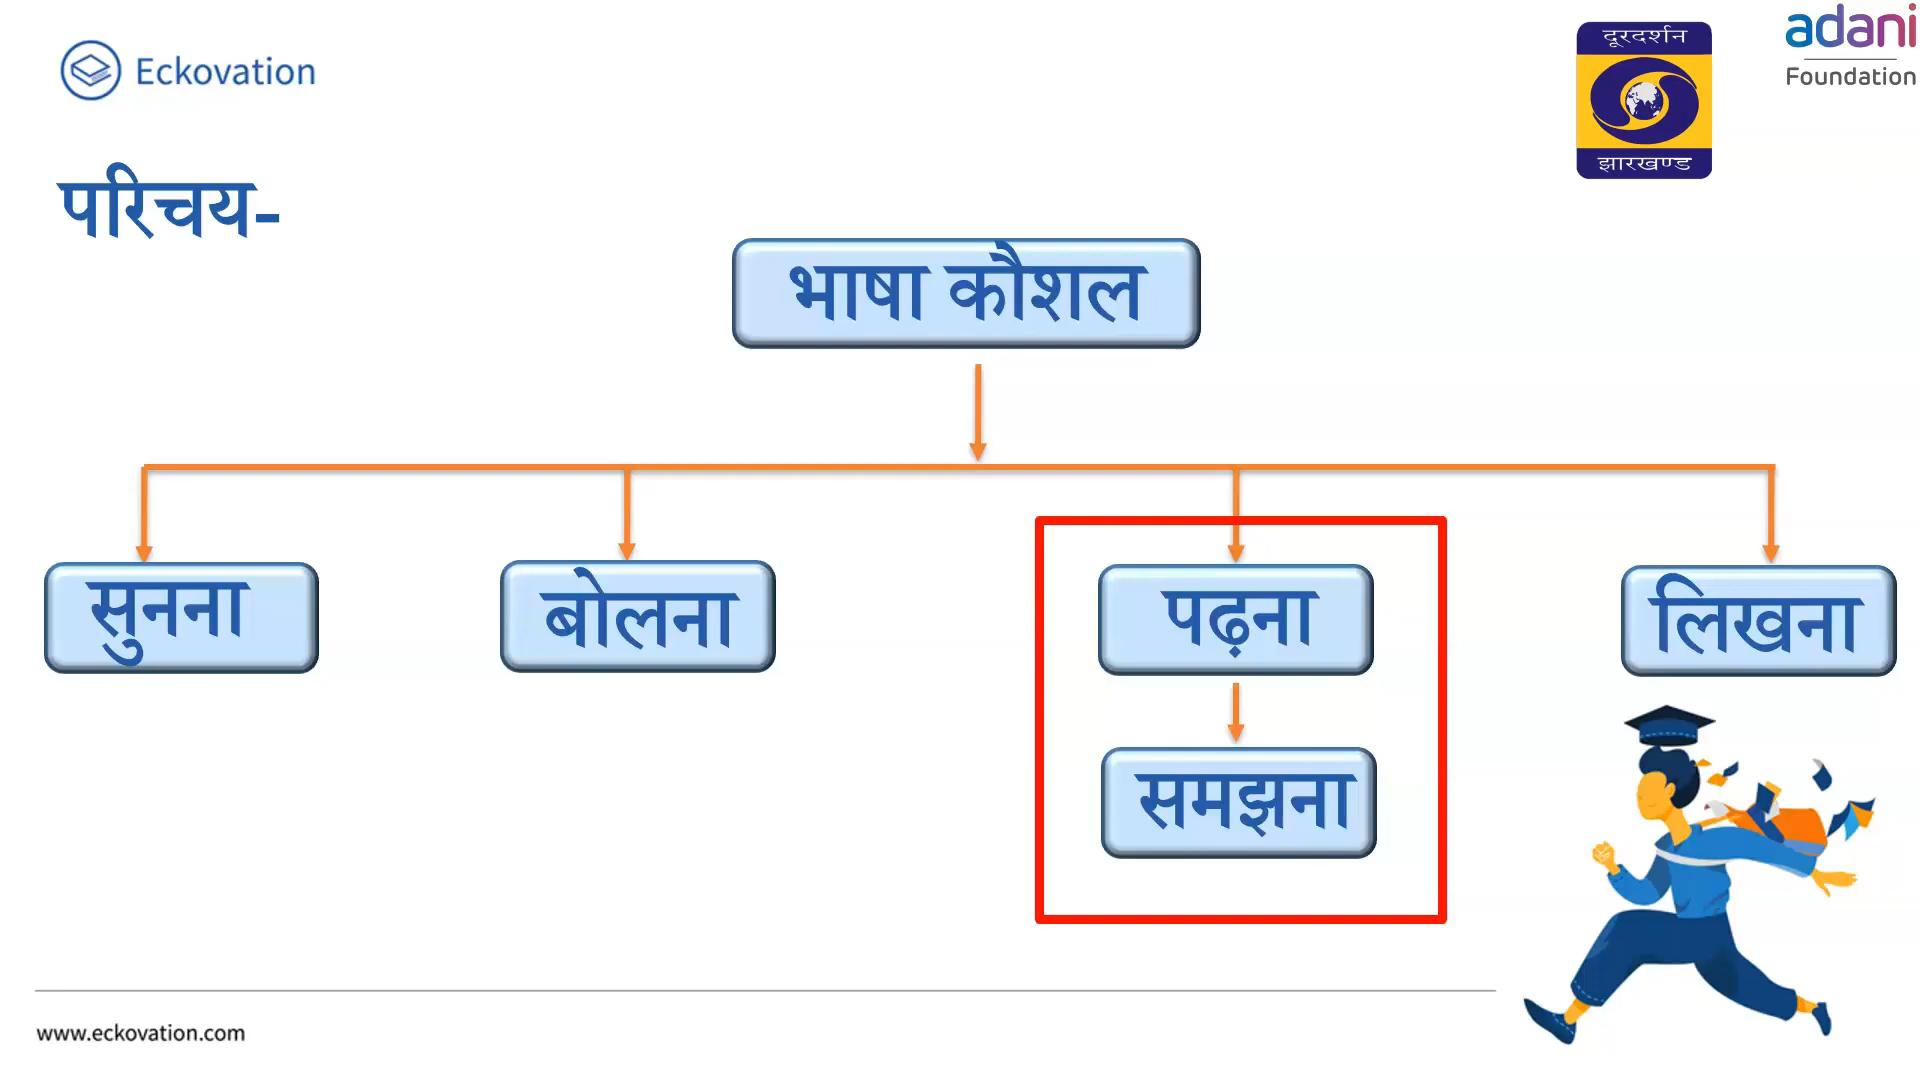 Eckovation
दूरदर्शन
झारखण्ड
adani
Foundation
परिचय-
भाषा कौशल
सुनना
बोलना
पढ़ना
लिखना
समझना
www.eckovation.com